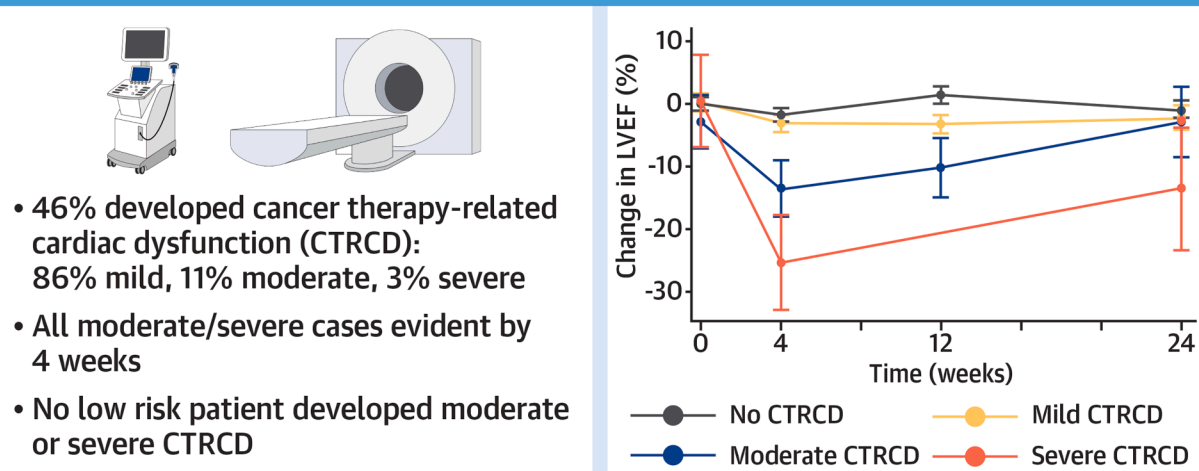 • 46% developed cancer therapy-related
cardiac dysfunction (CTRCD):
86% mild, 11% moderate, 3% severe
• All moderate/severe cases evident by
4 weeks
• No low risk patient developed moderate
or severe CTRCD
Change in LVEF (%)
10
0
-10
-20
-30
0 4 12 24
Time (weeks)
No CTRCD Mild CTRCD
Moderate CTRCD Severe CTRCD